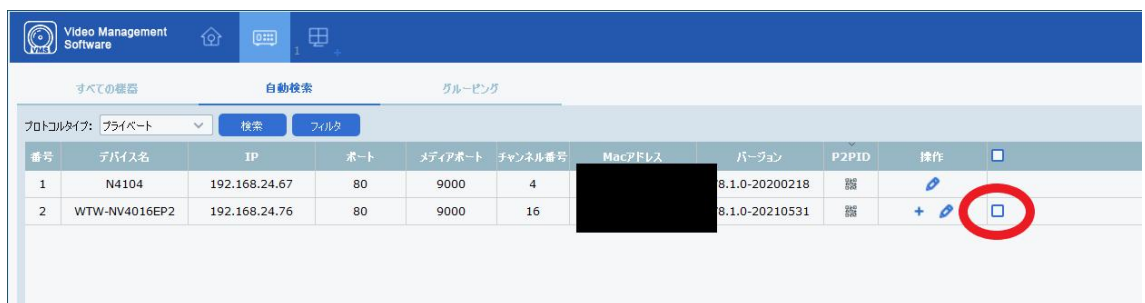 Video Management
Software
VMS
1
+
すべての機器
自動検索
グルーピング
プロトコルタイプ: プライベート
検索
フィルタ
番号 デバイス名 IP ポート メディアポート チャンネル番号 Macアドレス バージョン P2PID 操作
1 N4104 192.168.24.67 80 9000 4 8.1.0-20200218
2 WTW-NV4016EP2 192.168.24.76 80 9000 16 8.1.0-20210531 +